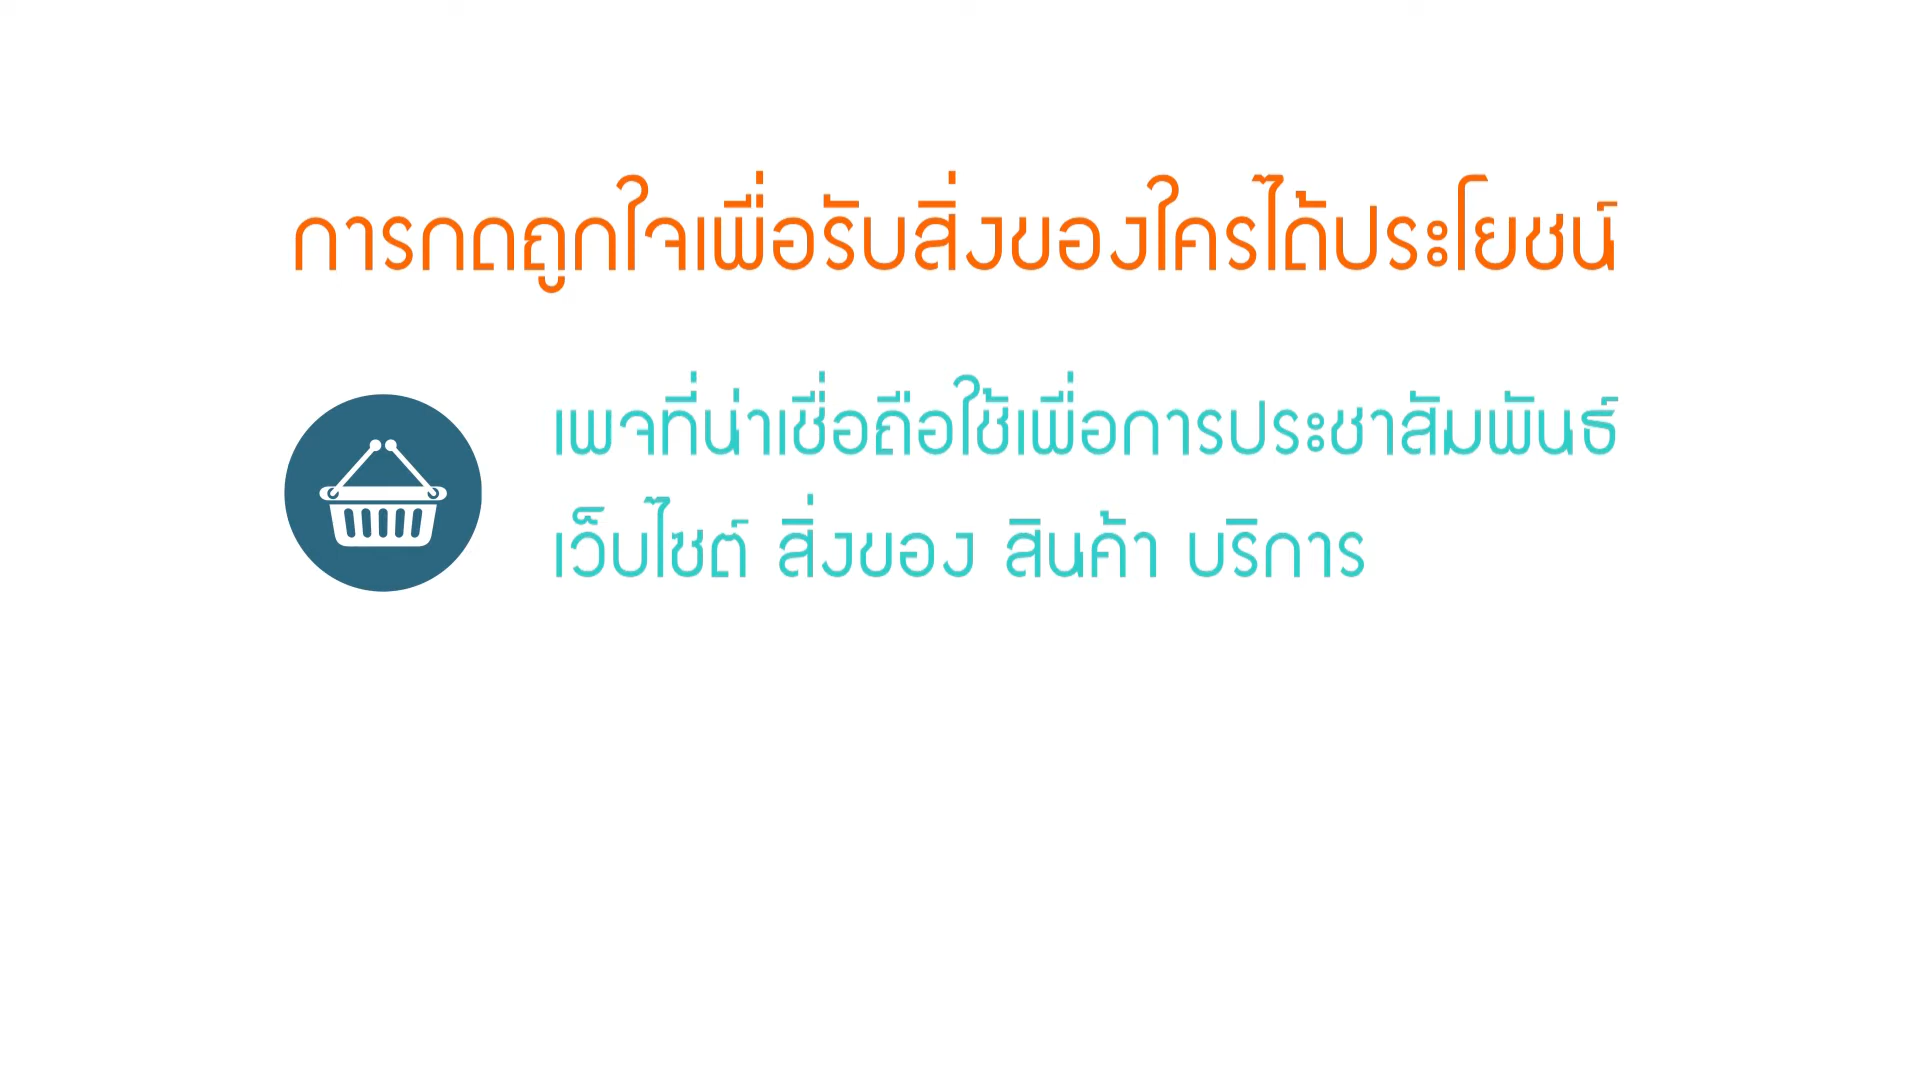 การกดถูกใจเพื่อรับสิ่งของใครได้ประโยชน์
เพจที่น่าเชื่อถือใช้เพื่อการประชาสัมพันธ์
เว็บไซต์ สิ่งของ สินค้า บริการ